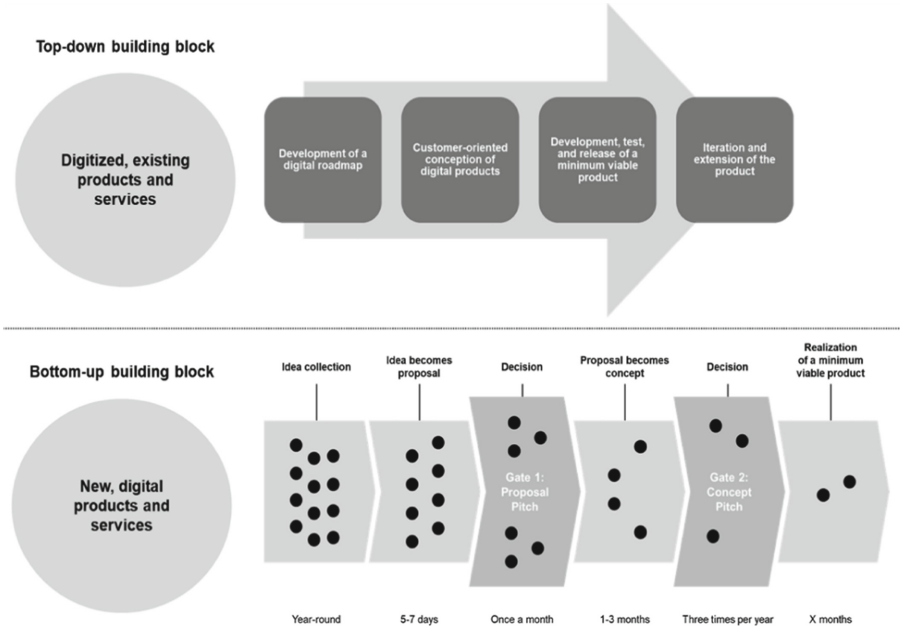 Top-down building block
Digitized, existing
products and
services
Development of a
digital roadmap
Customer-oriented
conception of
digital products
Development, test,
and release of a
minimum viable
product
Iteration and
extension of the
product
Bottom-up building block
New, digital
products and
services
Idea collection
Idea becomes
proposal
Decision
Proposal becomes
concept
Decision
Realization
of a minimum
viable product
Gate 1:
Proposal
Pitch
Gate 2:
Concept
Pitch
Year-round
5-7 days
Once a month
1-3 months
Three times per year
X months